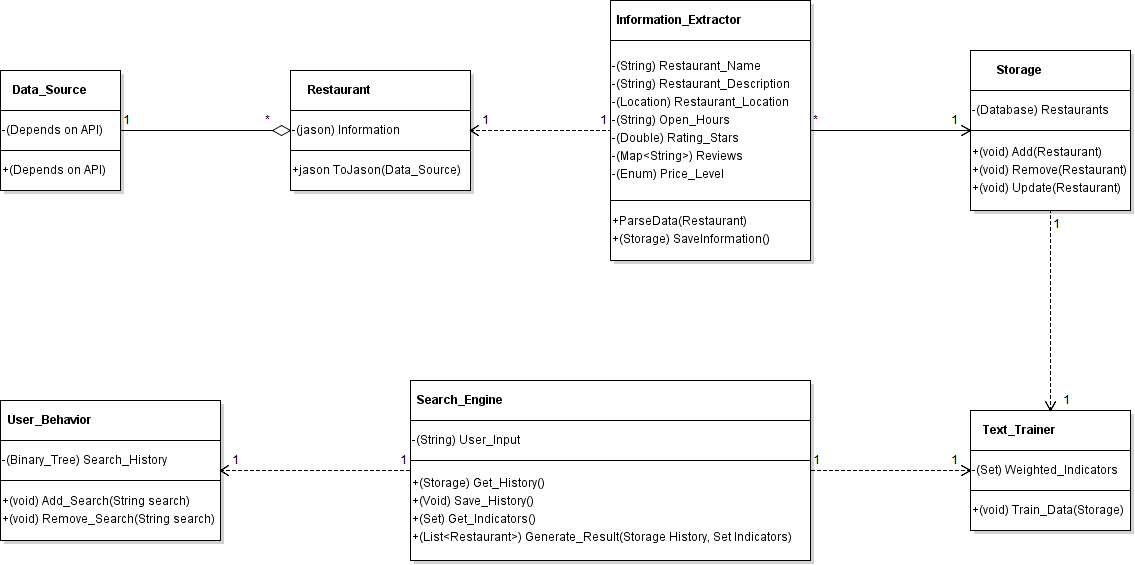 Information_Extractor
-(String) Restaurant_Name
-(String) Restaurant_Description
-(Location) Restaurant_Location
-(String) Open_Hours
-(Double) Rating_Stars
-(Map<String>) Reviews
-(Enum) Price_Level
+ParseData(Restaurant)
+(Storage) SaveInformation()
Storage
-(Database) Restaurants
+(void) Add(Restaurant)
+(void) Remove(Restaurant)
+(void) Update(Restaurant)
Data_Source
-(Depends on API)
+(Depends on API)
1
*
Restaurant
-(jason) Information
+jason ToJason(Data_Source)
1
1
*
1
1
1
User_Behavior
-(Binary_Tree) Search_History
+(void) Add_Search(String search)
+(void) Remove_Search(String search)
1
1
Search_Engine
-(String) User_Input
+(Storage) Get_History()
+(Void) Save_History()
+(Set) Get_Indicators()
+(List<Restaurant>) Generate_Result(Storage History, Set Indicators)
1
1
Text_Trainer
-(Set) Weighted_Indicators
+(void) Train_Data(Storage)